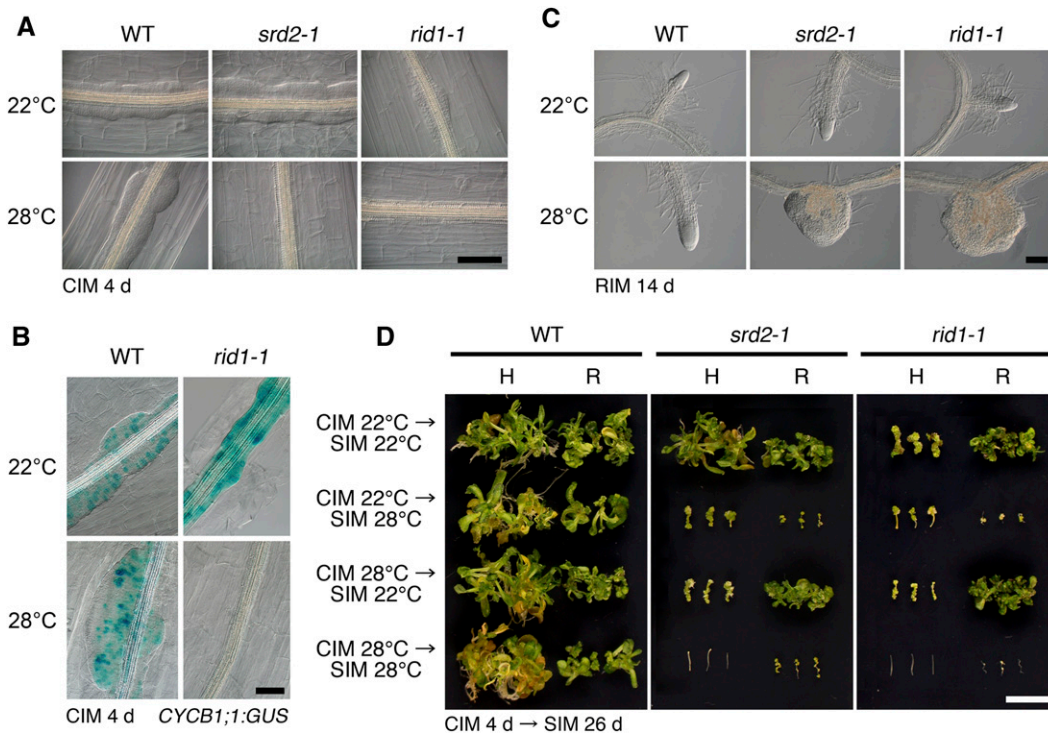 A
WT srd2-1 rid1-1
22°C
28°C
CIM 4 d
C
WT srd2-1 rid1-1
22°C
28°C
RIM 14 d
B
WT rid1-1
22°C
28°C
CIM 4 d CYCB1;1:GUS
D
WT srd2-1 rid1-1
H R H R H R
CIM 22°C →
SIM 22°C
CIM 22°C →
SIM 28°C
CIM 28°C →
SIM 22°C
CIM 28°C →
SIM 28°C
CIM 4 d → SIM 26 d